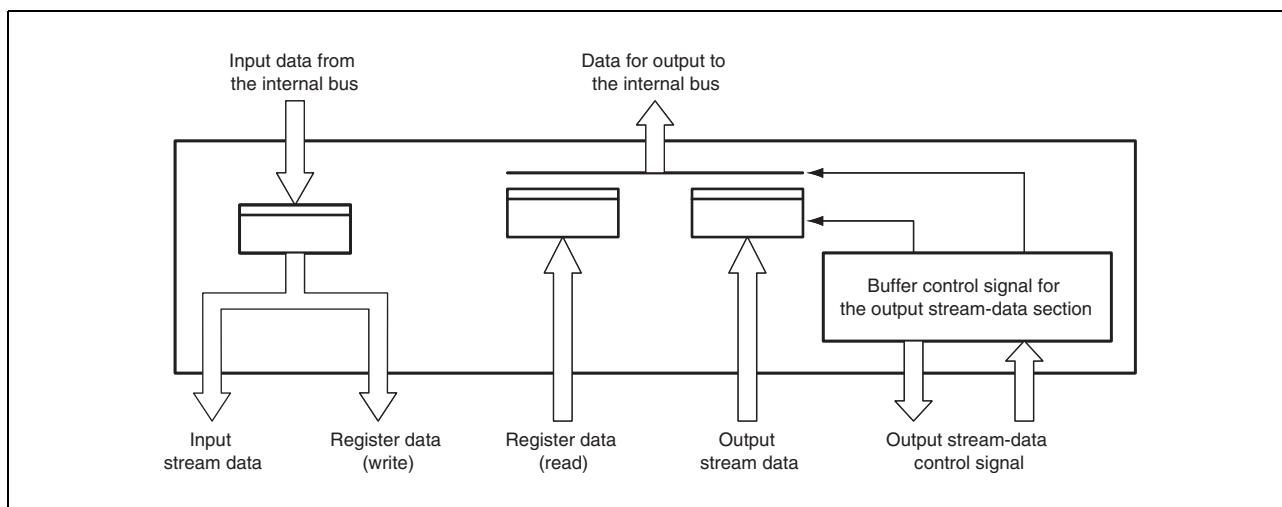 Input data from
the internal bus
Data for output to
the internal bus
Buffer control signal for
the output stream-data section
Input
stream data
Register data
(write)
Register data
(read)
Output
stream data
Output stream-data
control signal